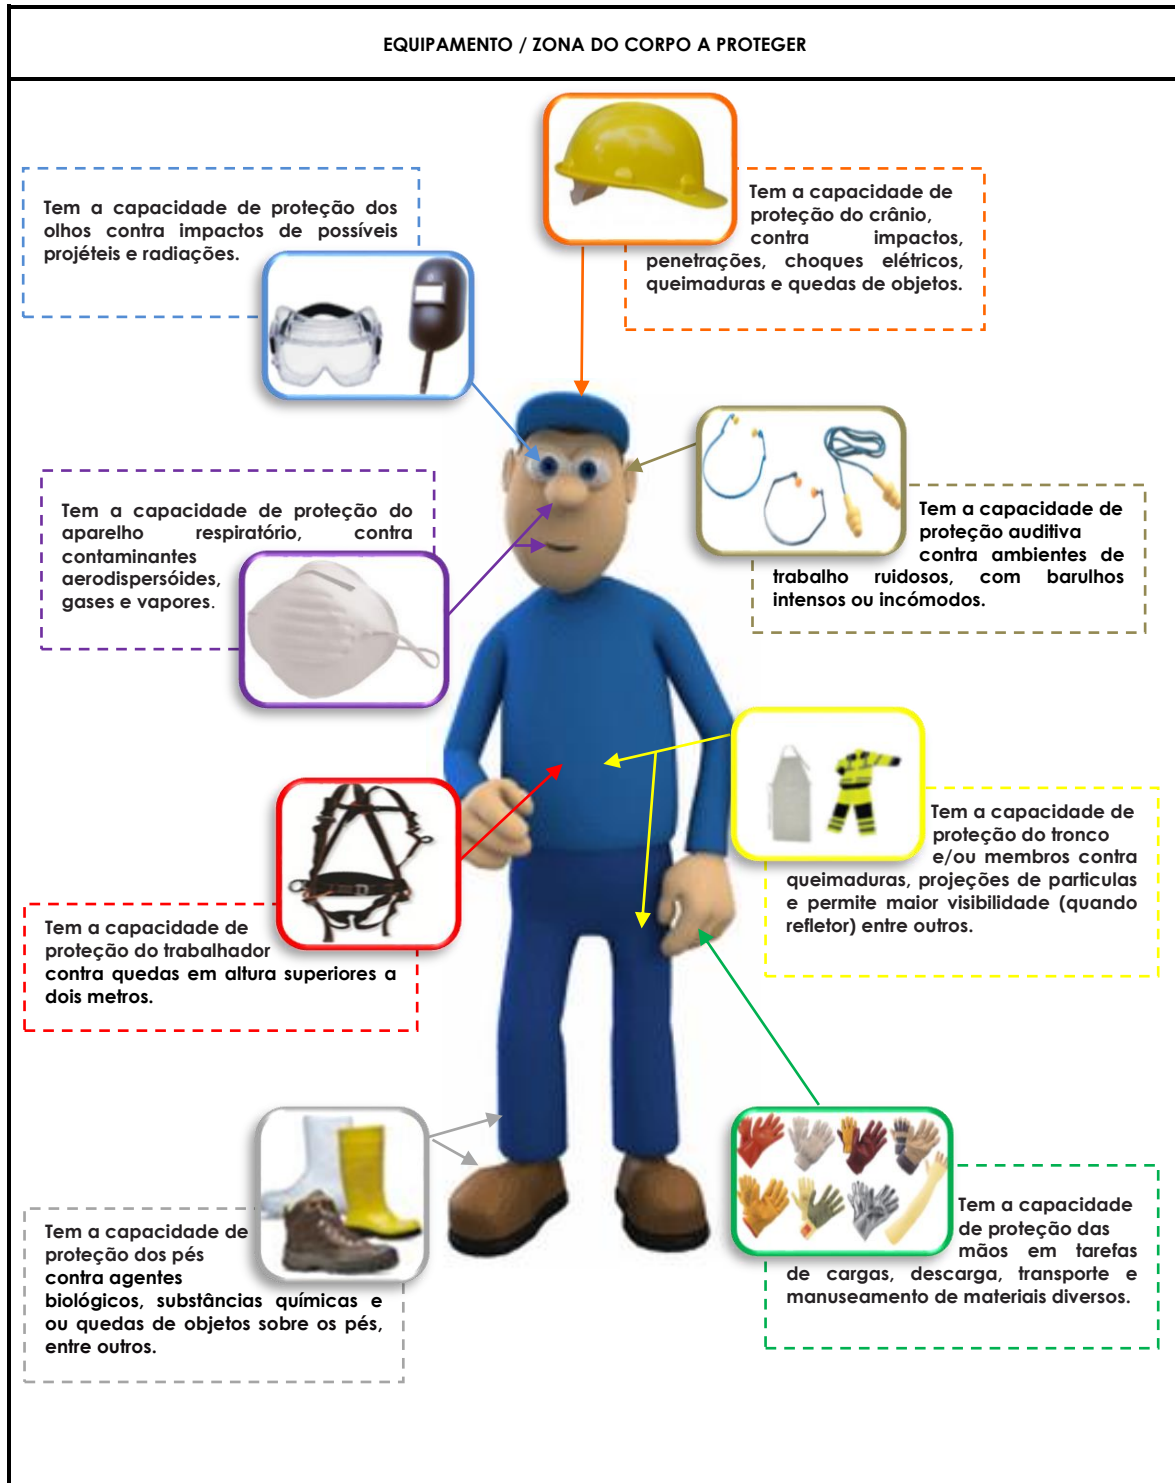 EQUIPAMENTO / ZONA DO CORPO A PROTEGER
Tem a capacidade de proteção dos
olhos contra impactos de possíveis
projéteis e radiações.
Tem a capacidade de
proteção do crânio,
contra impactos,
penetrações, choques elétricos,
queimaduras e quedas de objetos.
Tem a capacidade de proteção do
aparelho respiratório, contra
contaminantes
aerodispersóides,
gases e vapores.
Tem a capacidade de
proteção auditiva
contra ambientes de
trabalho ruidosos, com barulhos
intensos ou incómodos.
Tem a capacidade de
proteção do tronco
e/ou membros contra
queimaduras, projeções de particulas
e permite maior visibilidade (quando
refletor) entre outros.
Tem a capacidade de
proteção do trabalhador
contra quedas em altura superiores a
dois metros.
Tem a capacidade
de proteção das
mãos em tarefas
de cargas, descarga, transporte e
manuseamento de materiais diversos.
Tem a capacidade de
proteção dos pés
contra agentes
biológicos, substâncias químicas e
ou quedas de objetos sobre os pés,
entre outros.